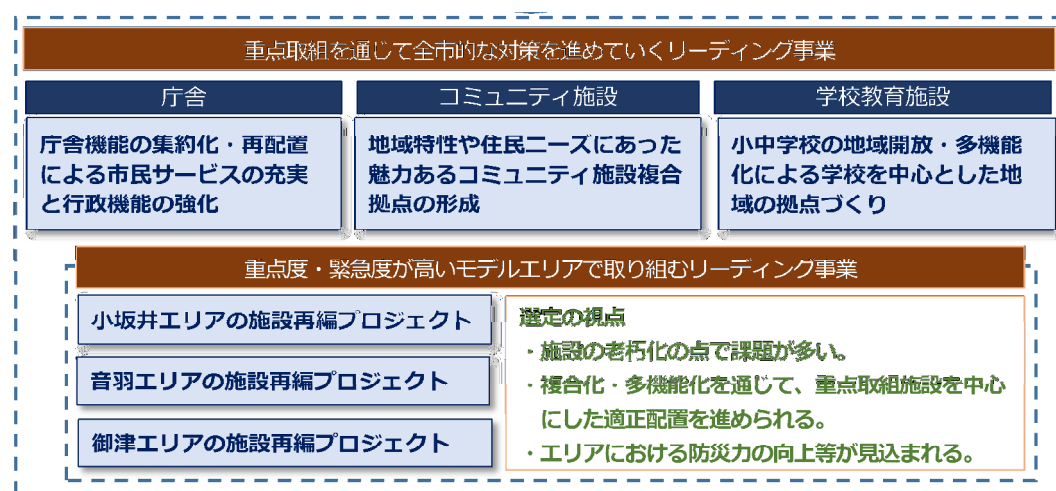 重点取組を通じて全市的な対策を進めていくリーディング事業
庁舎
庁舎機能の集約化・再配置
による市民サービスの充実
と行政機能の強化
コミュニティ施設
地域特性や住民ニーズにあった
魅力あるコミュニティ施設複合
拠点の形成
学校教育施設
小中学校の地域開放・多機能
化による学校を中心とした地
域の拠点づくり
重点度・緊急度が高いモデルエリアで取り組むリーディング事業
小坂井エリアの施設再編プロジェクト
音羽エリアの施設再編プロジェクト
御津エリアの施設再編プロジェクト
選定の視点
・施設の老朽化の点で課題が多い。
・複合化・多機能化を通じて、重点取組施設を中心
にした適正配置を進められる。
・エリアにおける防災力の向上等が見込まれる。